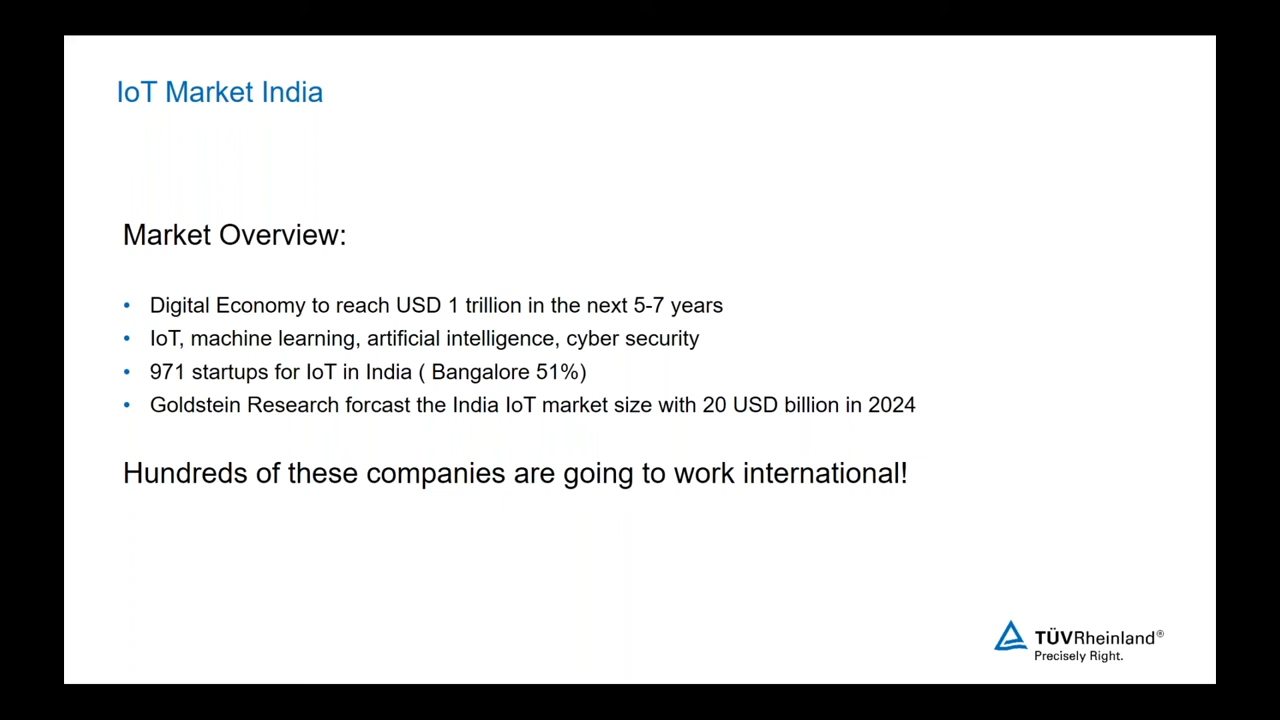 IoT Market India
Market Overview:
• Digital Economy to reach USD 1 trillion in the next 5-7 years
• IoT, machine learning, artificial intelligence, cyber security
• 971 startups for IoT in India ( Bangalore 51%)
• Goldstein Research forcast the India IoT market size with 20 USD billion in 2024
Hundreds of these companies are going to work international!
TÜVRheinland®
Precisely Right.